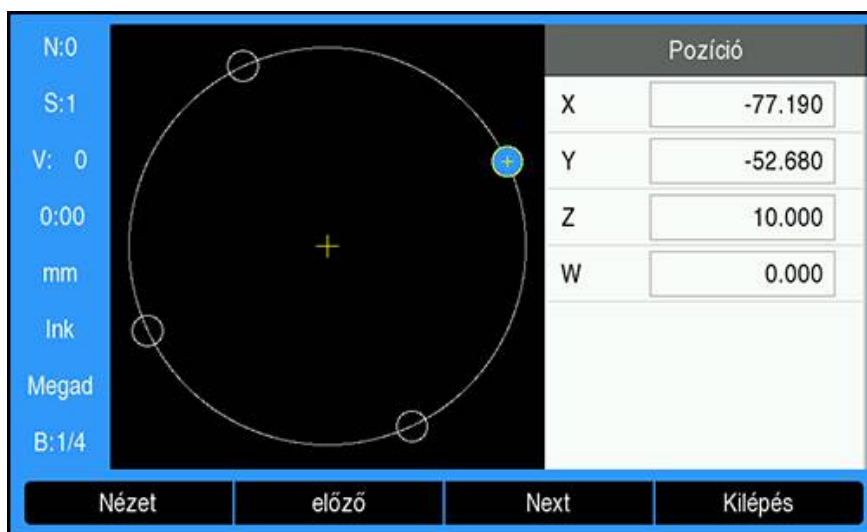 N:0
S:1
V: 0
0:00
mm
Ink
Megad
B:1/4
Pozíció
X -77.190
Y -52.680
Z 10.000
W 0.000
Nézet előző Next Kilépés